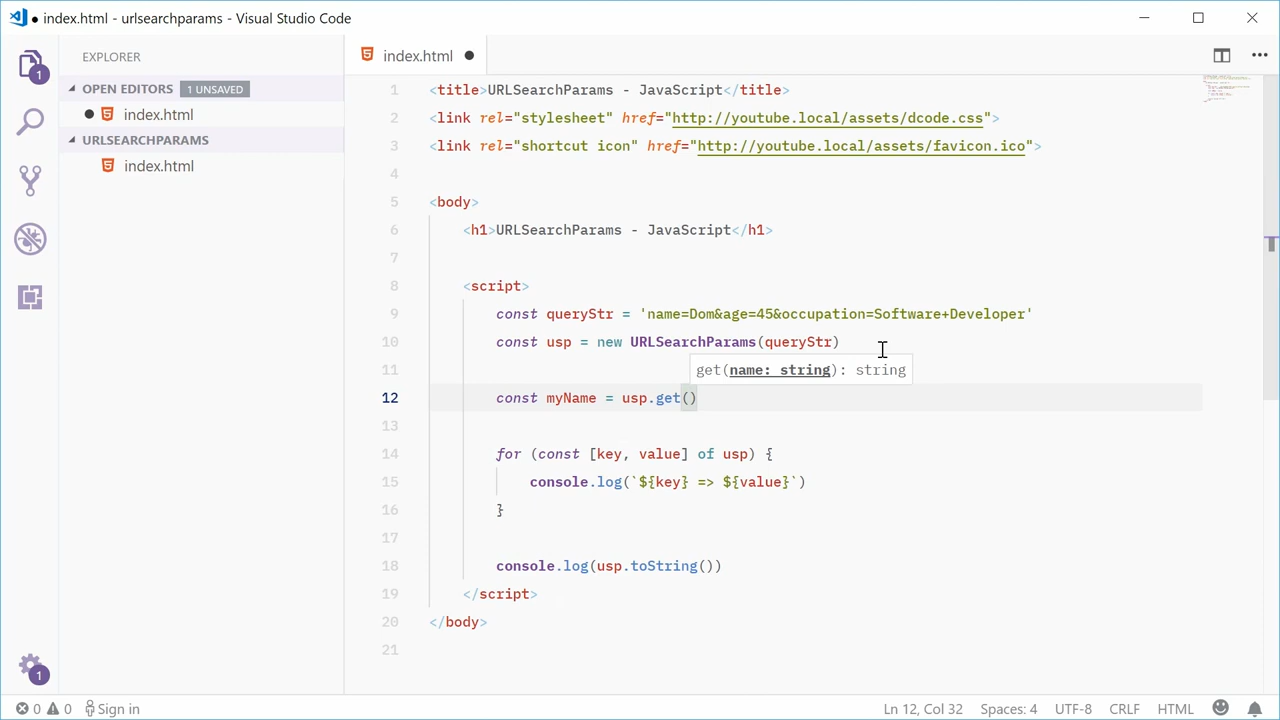 index.html - urlsearchparams - Visual Studio Code
EXPLORER
OPEN EDITORS 1 UNSAVED
index.html
URLSEARCHPARAMS
index.html
index.html
1 <title>URLSearchParams - JavaScript</title>
2 <link rel="stylesheet" href="http://youtube.local/assets/dcode.css">
3 <link rel="shortcut icon" href="http://youtube.local/assets/favicon.ico">
4
5 <body>
6 <h1>URLSearchParams - JavaScript</h1>
7
8 <script>
9 const queryStr = 'name=Dom&age=45&occupation=Software+Developer'
10 const usp = new URLSearchParams(queryStr)
11 get(name: string): string
12 const myName = usp.get()
13
14 for (const [key, value] of usp) {
15 console.log(`${key} => ${value}`)
16 }
17
18 console.log(usp.toString())
19 </script>
20 </body>
21
1
1
0 0 Sign in
Ln 12, Col 32 Spaces: 4 UTF-8 CRLF HTML